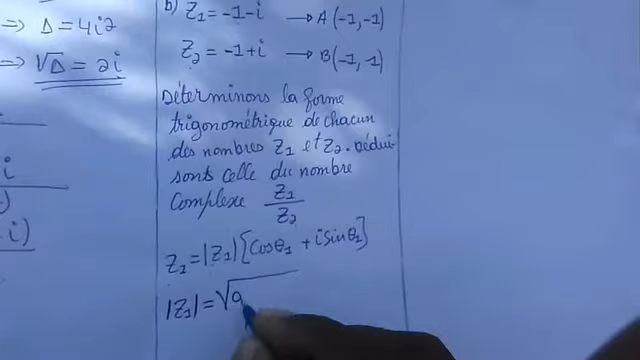 ⇒ Δ = 4i²
⇒ √Δ = 2i
i
)
i)
b) Z₁ = -1-i → A (-1,-1)
Z₂ = -1+i → B(-1,-1)
Déterminons la forme
trigonométrique de chacun
des nombres Z₁ et Z₂. Dédui-
sonts celle du nombre
Complexe Z₁/Z₂
Z₁ = |Z₁| [cosθ₁ + i sinθ₁]
|Z₁| = √a